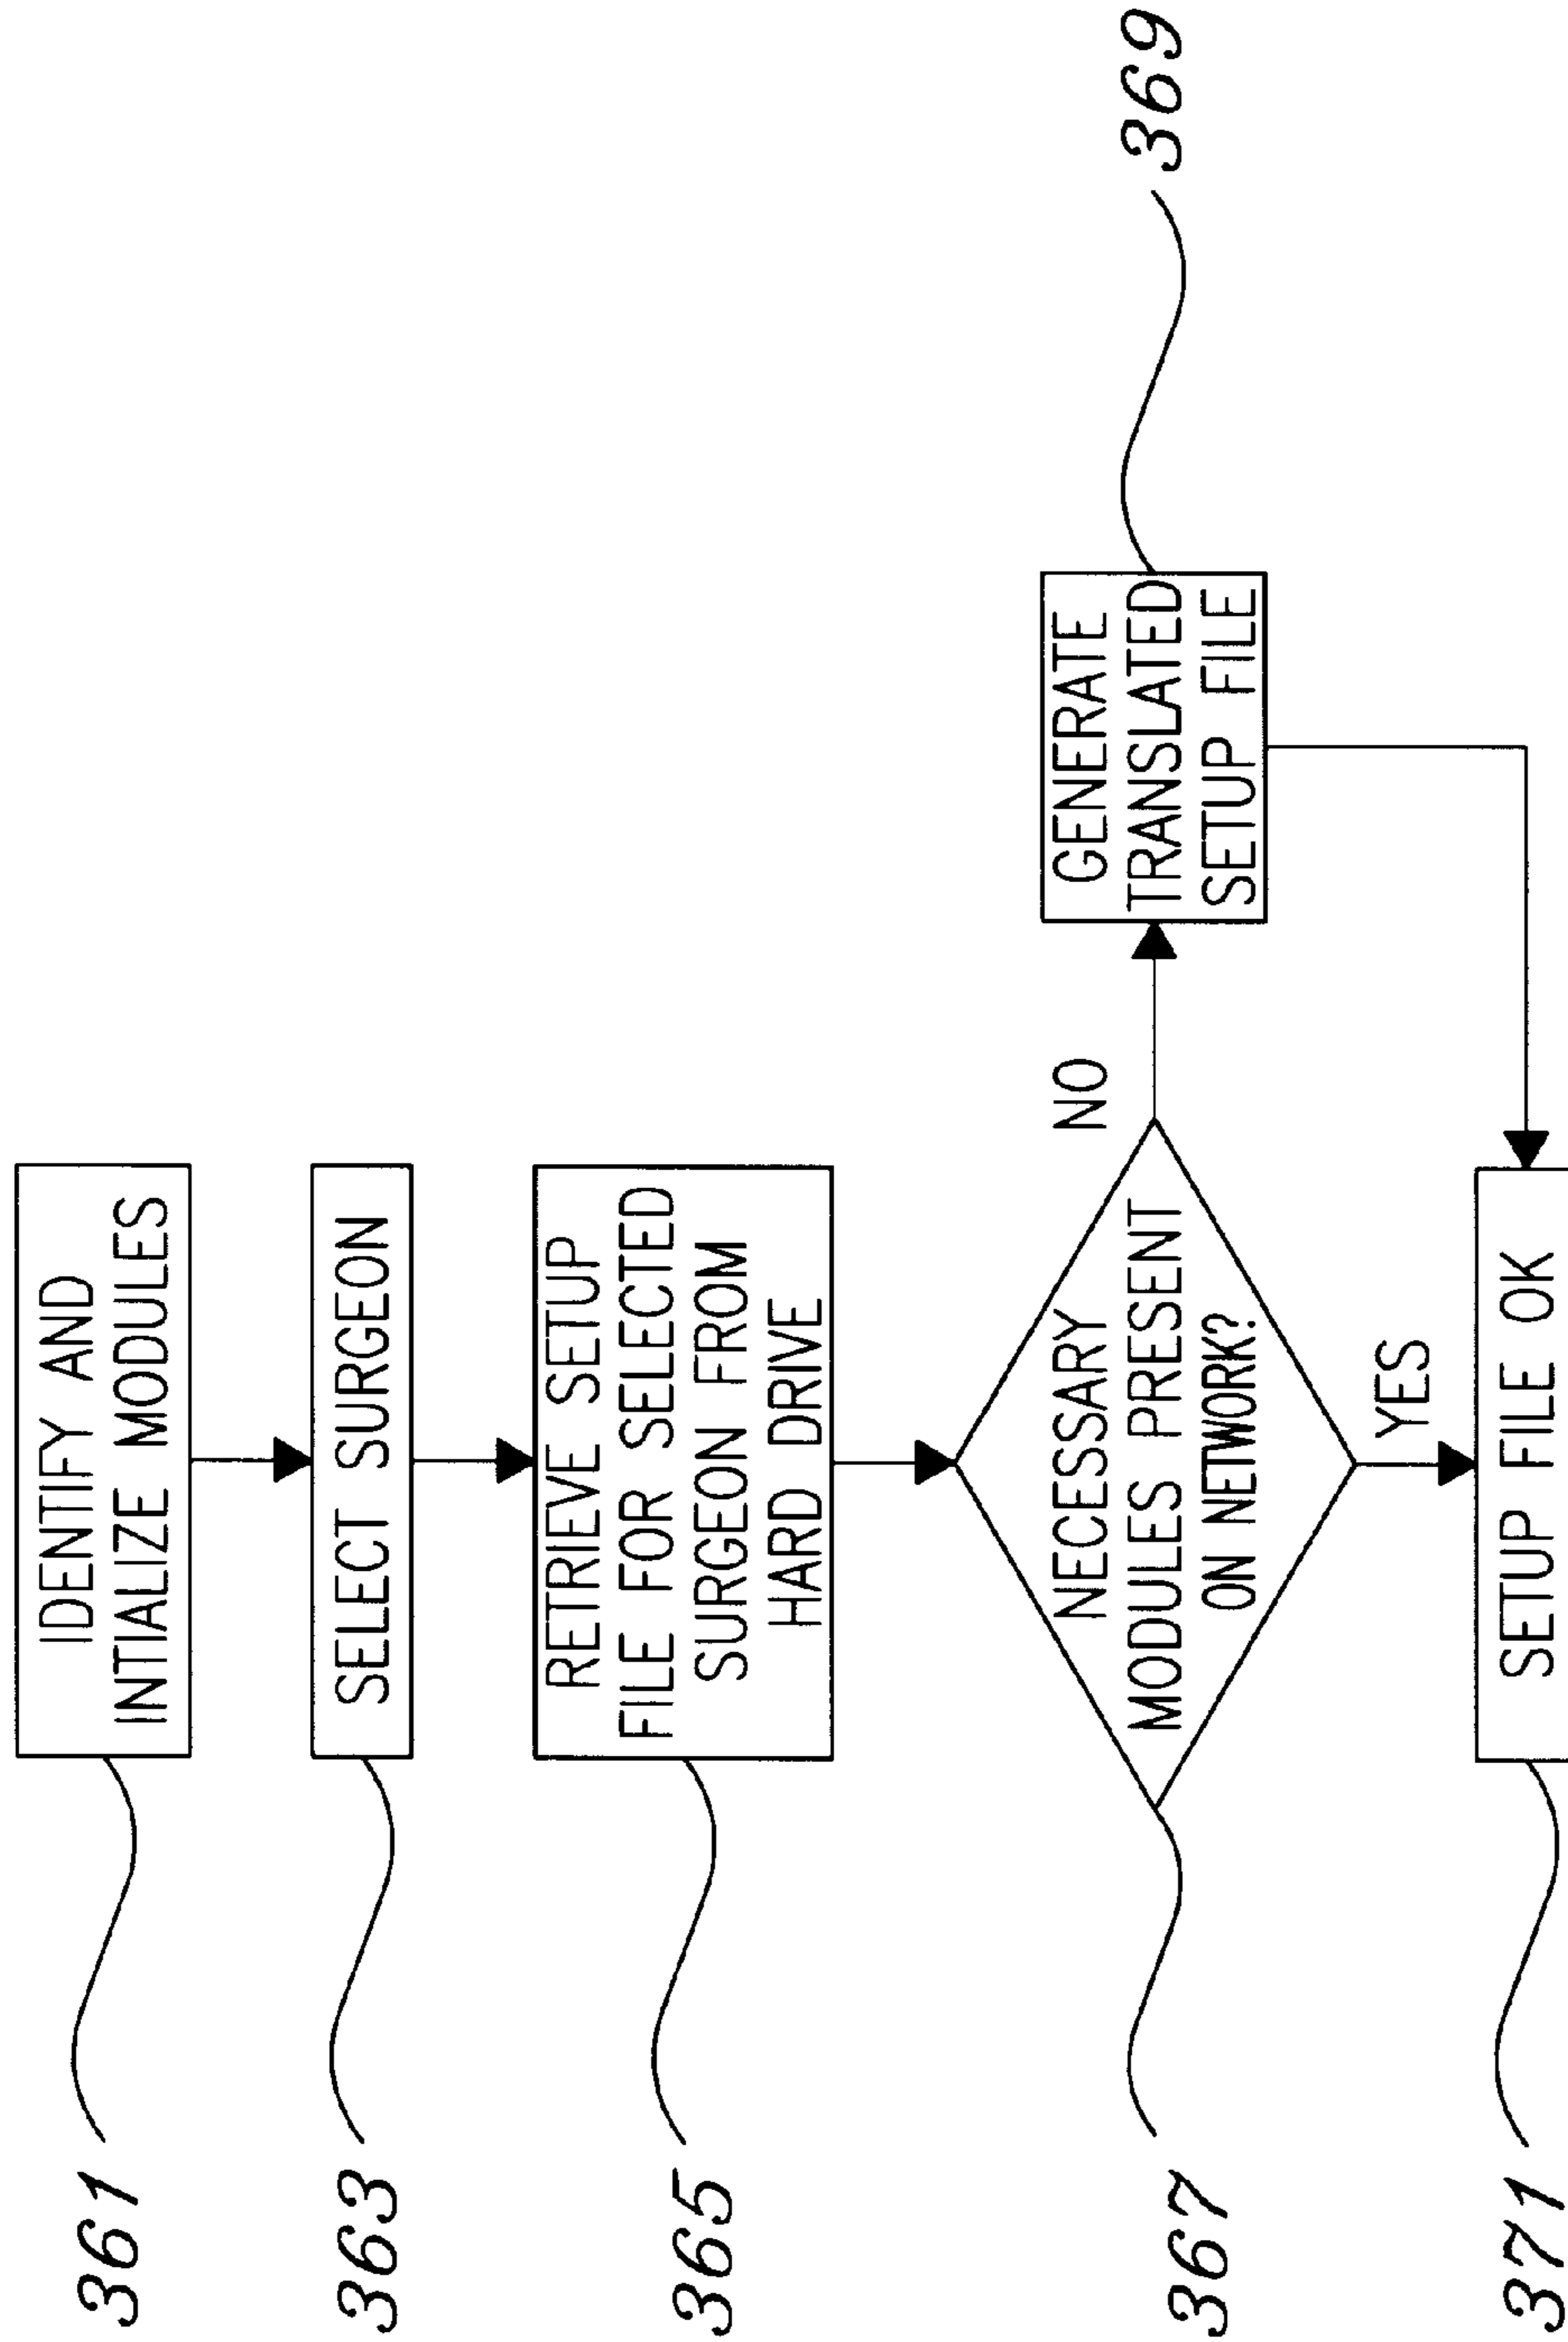 361
IDENTIFY AND
INTIALIZE MODULES
363
SELECT SURGEON
365
RETRIEVE SETUP
FILE FOR SELECTED
SURGEON FROM
HARD DRIVE
367
NECESSARY
MODULES PRESENT
ON NETWORK?
NO
GENERATE
TRANSLATED
SETUP FILE
369
YES
371
SETUP FILE OK